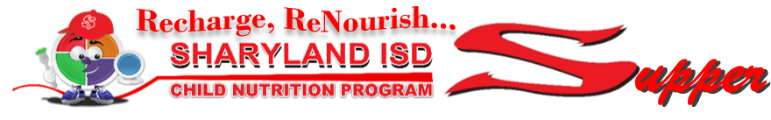 Recharge, ReNourish...
SHARYLAND ISD
CHILD NUTRITION PROGRAM
Supper
S